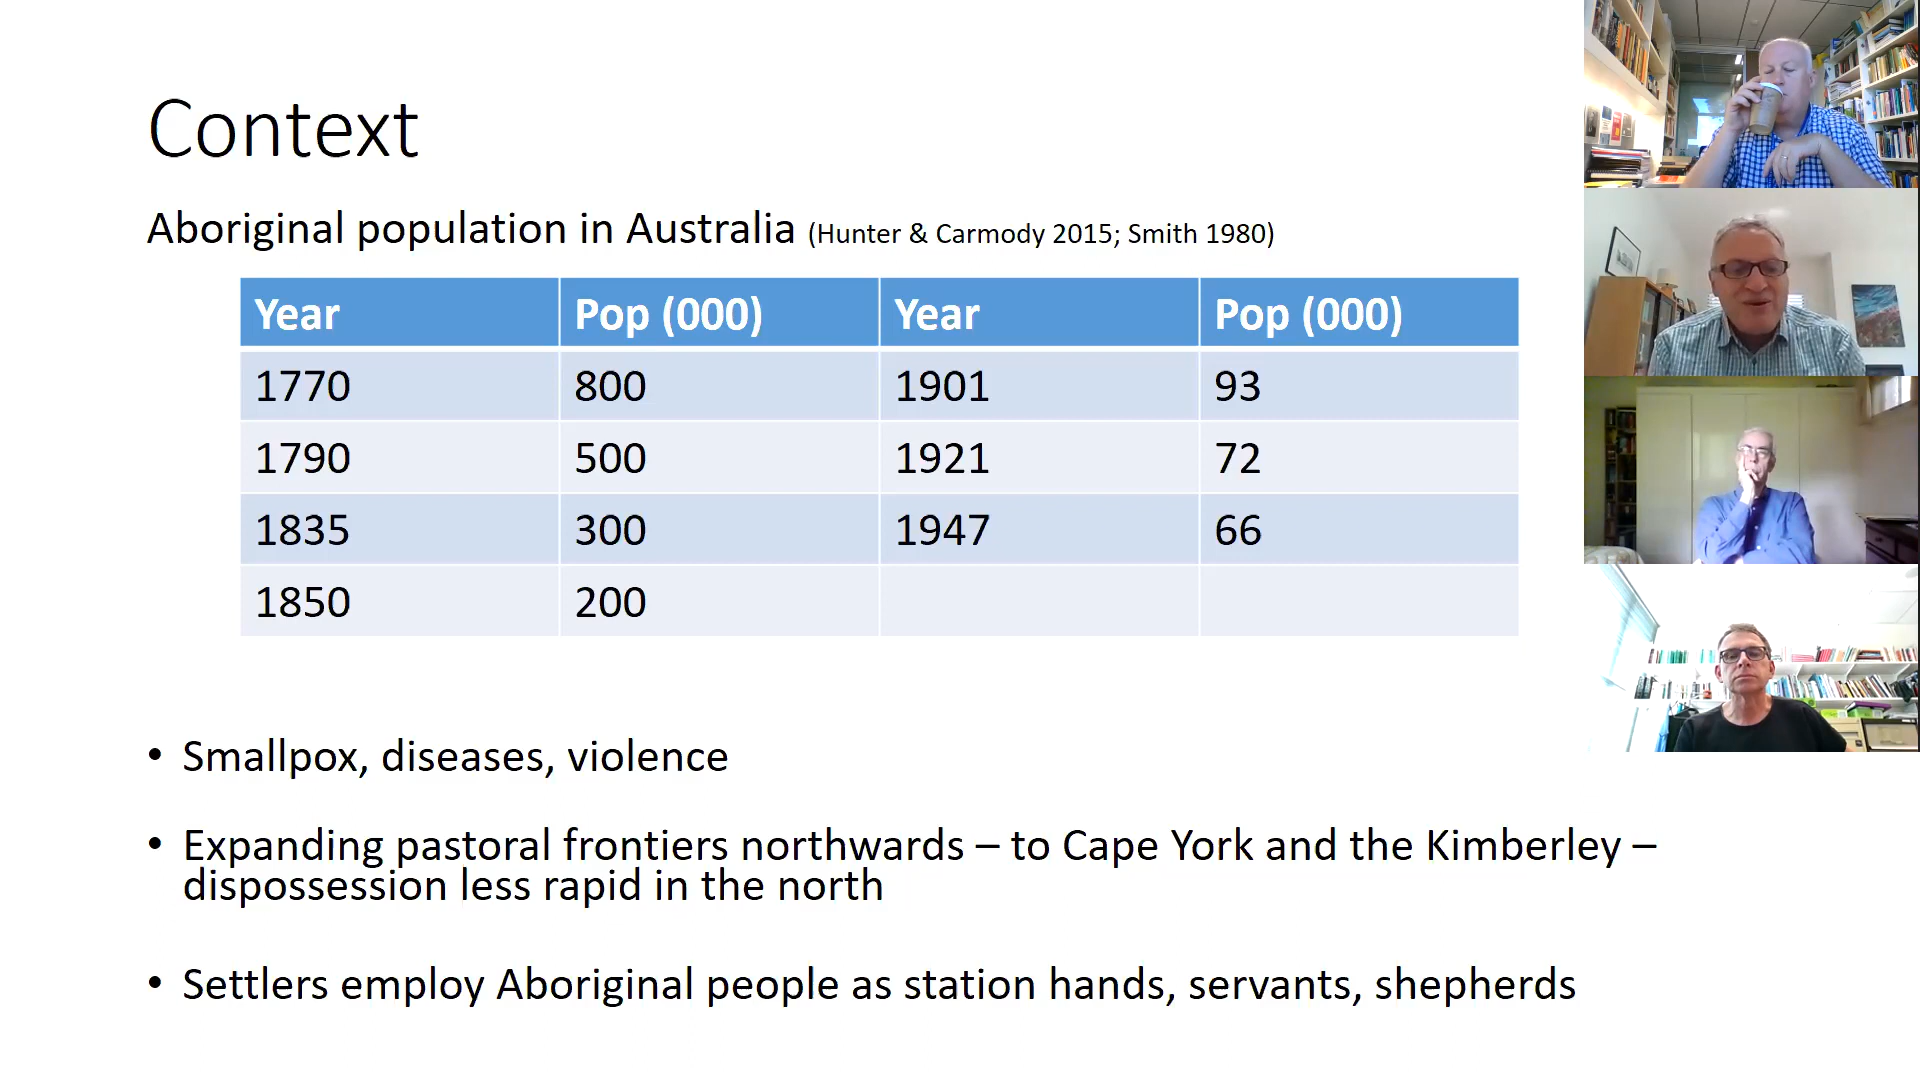 Context
Aboriginal population in Australia (Hunter & Carmody 2015; Smith 1980)
Year Pop (000) Year Pop (000)
1770 800 1901 93
1790 500 1921 72
1835 300 1947 66
1850 200
• Smallpox, diseases, violence
• Expanding pastoral frontiers northwards – to Cape York and the Kimberley –
dispossession less rapid in the north
• Settlers employ Aboriginal people as station hands, servants, shepherds